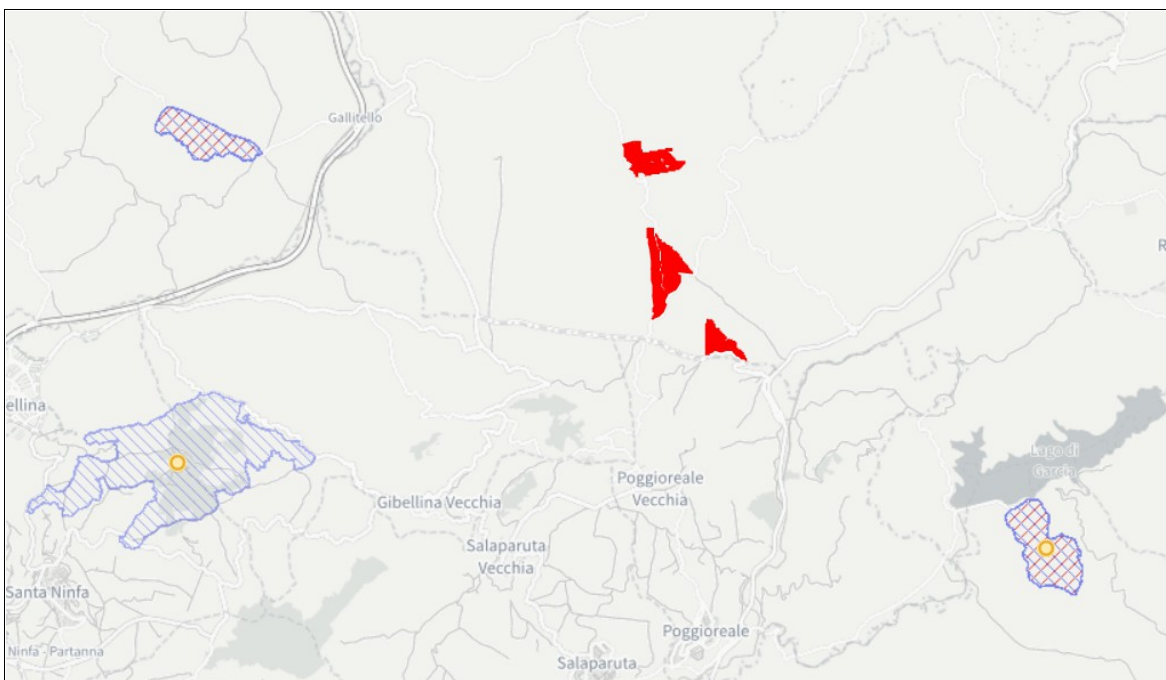 Gallitello
R
ellina
Lago di
Garcia
Poggioreale
Vecchia
Gibellina Vecchia
Salaparuta
Vecchia
Santa Ninfa
Poggioreale
Ninfa - Partanna
Salaparuta